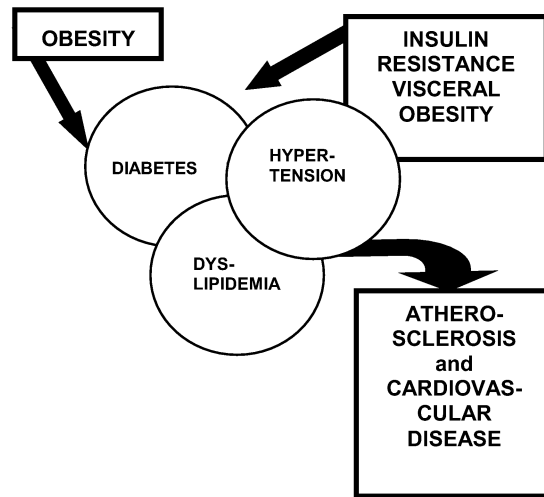 OBESITY
INSULIN
RESISTANCE
VISCERAL
OBESITY
DIABETES
HYPER-
TENSION
DYS-
LIPIDEMIA
ATHERO-
SCLEROSIS
and
CARDIOVAS-
CULAR
DISEASE